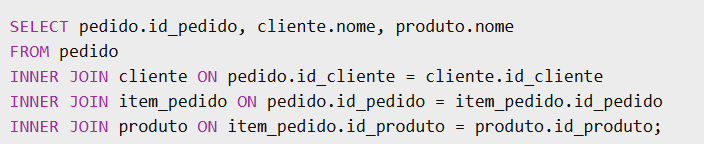 SELECT pedido.id_pedido, cliente.nome, produto.nome
FROM pedido
INNER JOIN cliente ON pedido.id_cliente = cliente.id_cliente
INNER JOIN item_pedido ON pedido.id_pedido = item_pedido.id_pedido
INNER JOIN produto ON item_pedido.id_produto = produto.id_produto;